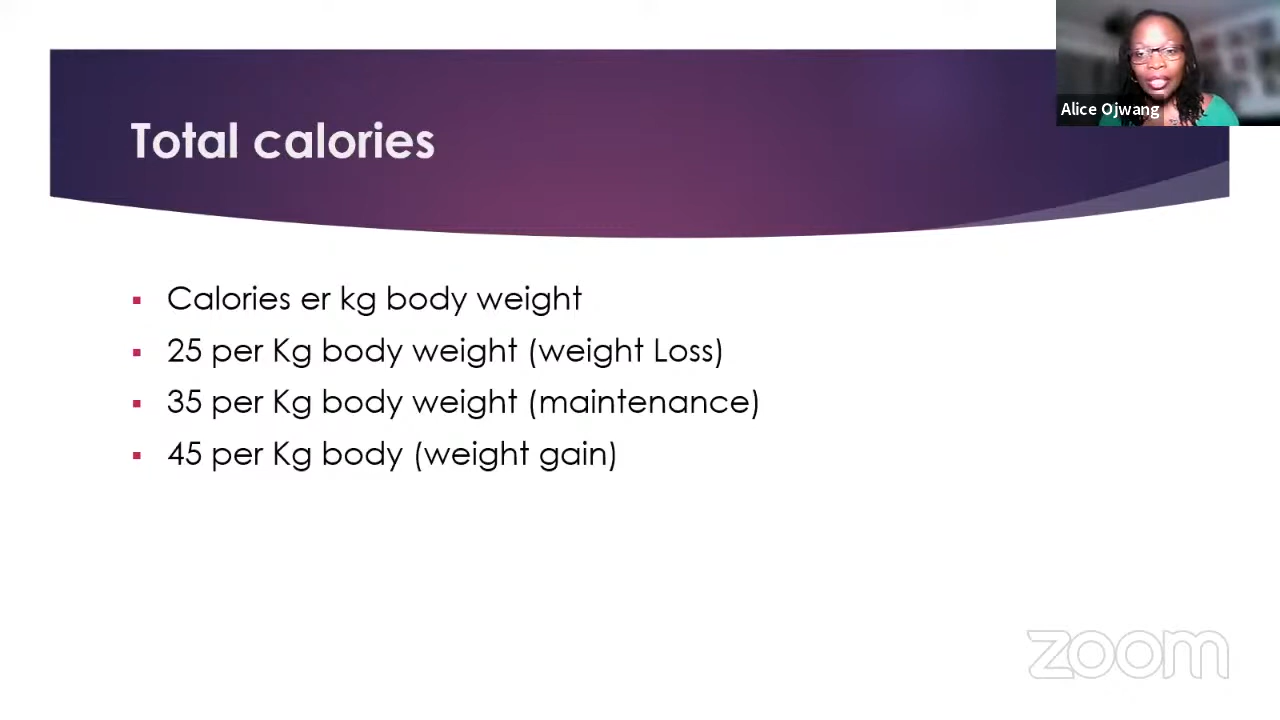 Alice Ojwang
Total calories
Calories er kg body weight
25 per Kg body weight (weight Loss)
35 per Kg body weight (maintenance)
45 per Kg body (weight gain)
zoom